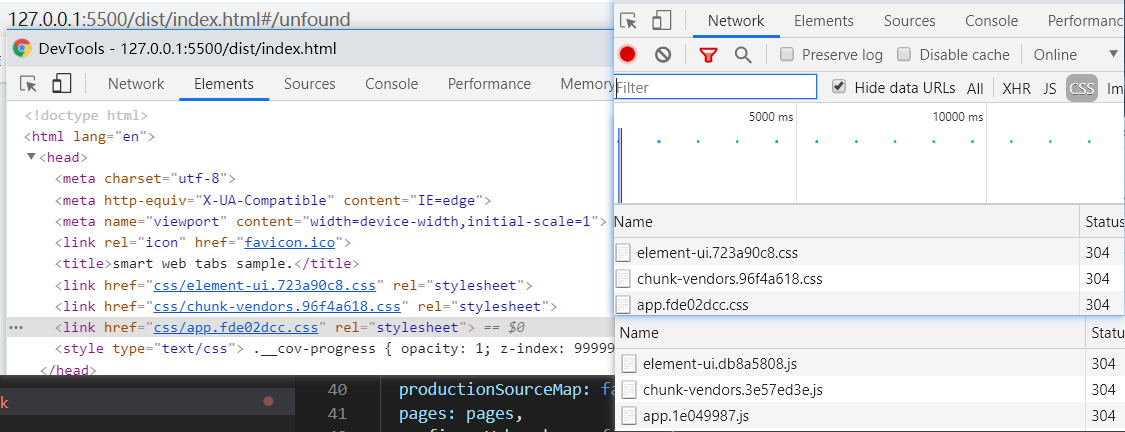 127.0.0.1:5500/dist/index.html#/unfound
DevTools - 127.0.0.1:5500/dist/index.html
Network Elements Sources Console Performance Memory
<!doctype html>
<html lang="en">
<head>
<meta charset="utf-8">
<meta http-equiv="X-UA-Compatible" content="IE=edge">
<meta name="viewport" content="width=device-width,initial-scale=1">
<link rel="icon" href="favicon.ico">
<title>smart web tabs sample.</title>
<link href="css/element-ui.723a90c8.css" rel="stylesheet">
<link href="css/chunk-vendors.96f4a618.css" rel="stylesheet">
<link href="css/app.fde02dcc.css" rel="stylesheet"> == $0
<style type="text/css"> .__cov-progress { opacity: 1; z-index: 99999
</head>
k
40 productionSourceMap: fa
41 pages: pages,
Network Elements Sources Console Performance
Preserve log Disable cache Online
Filter Hide data URLs All XHR JS CSS Im
5000 ms 10000 ms
Name Status
element-ui.723a90c8.css 304
chunk-vendors.96f4a618.css 304
app.fde02dcc.css 304
Name Status
element-ui.db8a5808.js 304
chunk-vendors.3e57ed3e.js 304
app.1e049987.js 304